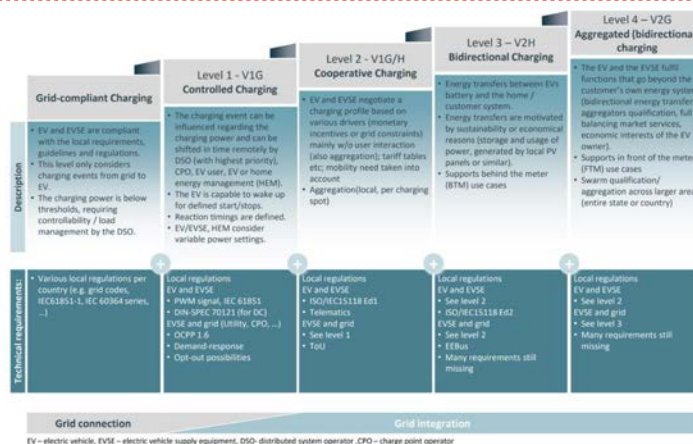 Grid-compliant Charging
Description
• EV and EVSE are compliant
with the local requirements,
guidelines and regulations.
• This level only considers
charging events from grid to
EV.
• The charging power is below
thresholds, requiring
controllability / load
management by the DSO.
Level 1 - V1G
Controlled Charging
• The charging event can be
influenced regarding the
charging power and can be
shifted in time remotely by
DSO (with highest priority),
CPO, EV user, EV or home
energy management (HEM).
• The EV is capable to wake up
for defined start/stops.
• Reaction timings are defined.
• EV/EVSE, HEM consider
variable power settings.
Level 2 - V1G/H
Cooperative Charging
• EV and EVSE negotiate a
charging profile based on
various drivers (monetary
incentives or grid constraints)
mainly w/o user interaction
(also aggregation); tariff tables
etc; mobility need taken into
account
• Aggregation(local, per charging
spot)
Level 3 – V2H
Bidirectional Charging
• Energy transfers between EVs
battery and the home /
customer system.
• Energy transfers are motivated
by sustainability or economical
reasons (storage and usage of
power, generated by local PV
panels or similar).
• Supports behind the meter
(BTM) use cases
Level 4 – V2G
Aggregated (bidirectional
charging
• The EV and the EVSE fulfil
functions that go beyond the
customer's own energy system
(bidirectional energy transfer,
aggregators qualification, full
balancing market services,
economic interests of the EV
owner).
• Supports in front of the meter
(FTM) use cases
• Swarm qualification/
aggregation across larger area
(entire state or country)
Technical requirements:
• Various local regulations per
country (e.g. grid codes,
IEC61851-1, IEC 60364 series,
...)
Local regulations
EV and EVSE
• PWM signal, IEC 61851
• DIN-SPEC 70121 (for DC)
EVSE and grid (Utility, CPO, ...)
• OCPP 1.6
• Demand-response
• Opt-out possibilities
Local regulations
EV and EVSE
• ISO/IEC15118 Ed1
• Telematics
EVSE and grid
• See level 1
• ToU
Local regulations
EV and EVSE
• See level 2
• ISO/IEC15118 Ed2
EVSE and grid
• See level 2
• EEBus
• Many requirements still
missing
Local regulations
EV and EVSE
• See level 2
EVSE and grid
• See level 3
• Many requirements still
missing
Grid connection
Grid integration
EV – electric vehicle, EVSE – electric vehicle supply equipment, DSO- distributed system operator ,CPO – charge point operator